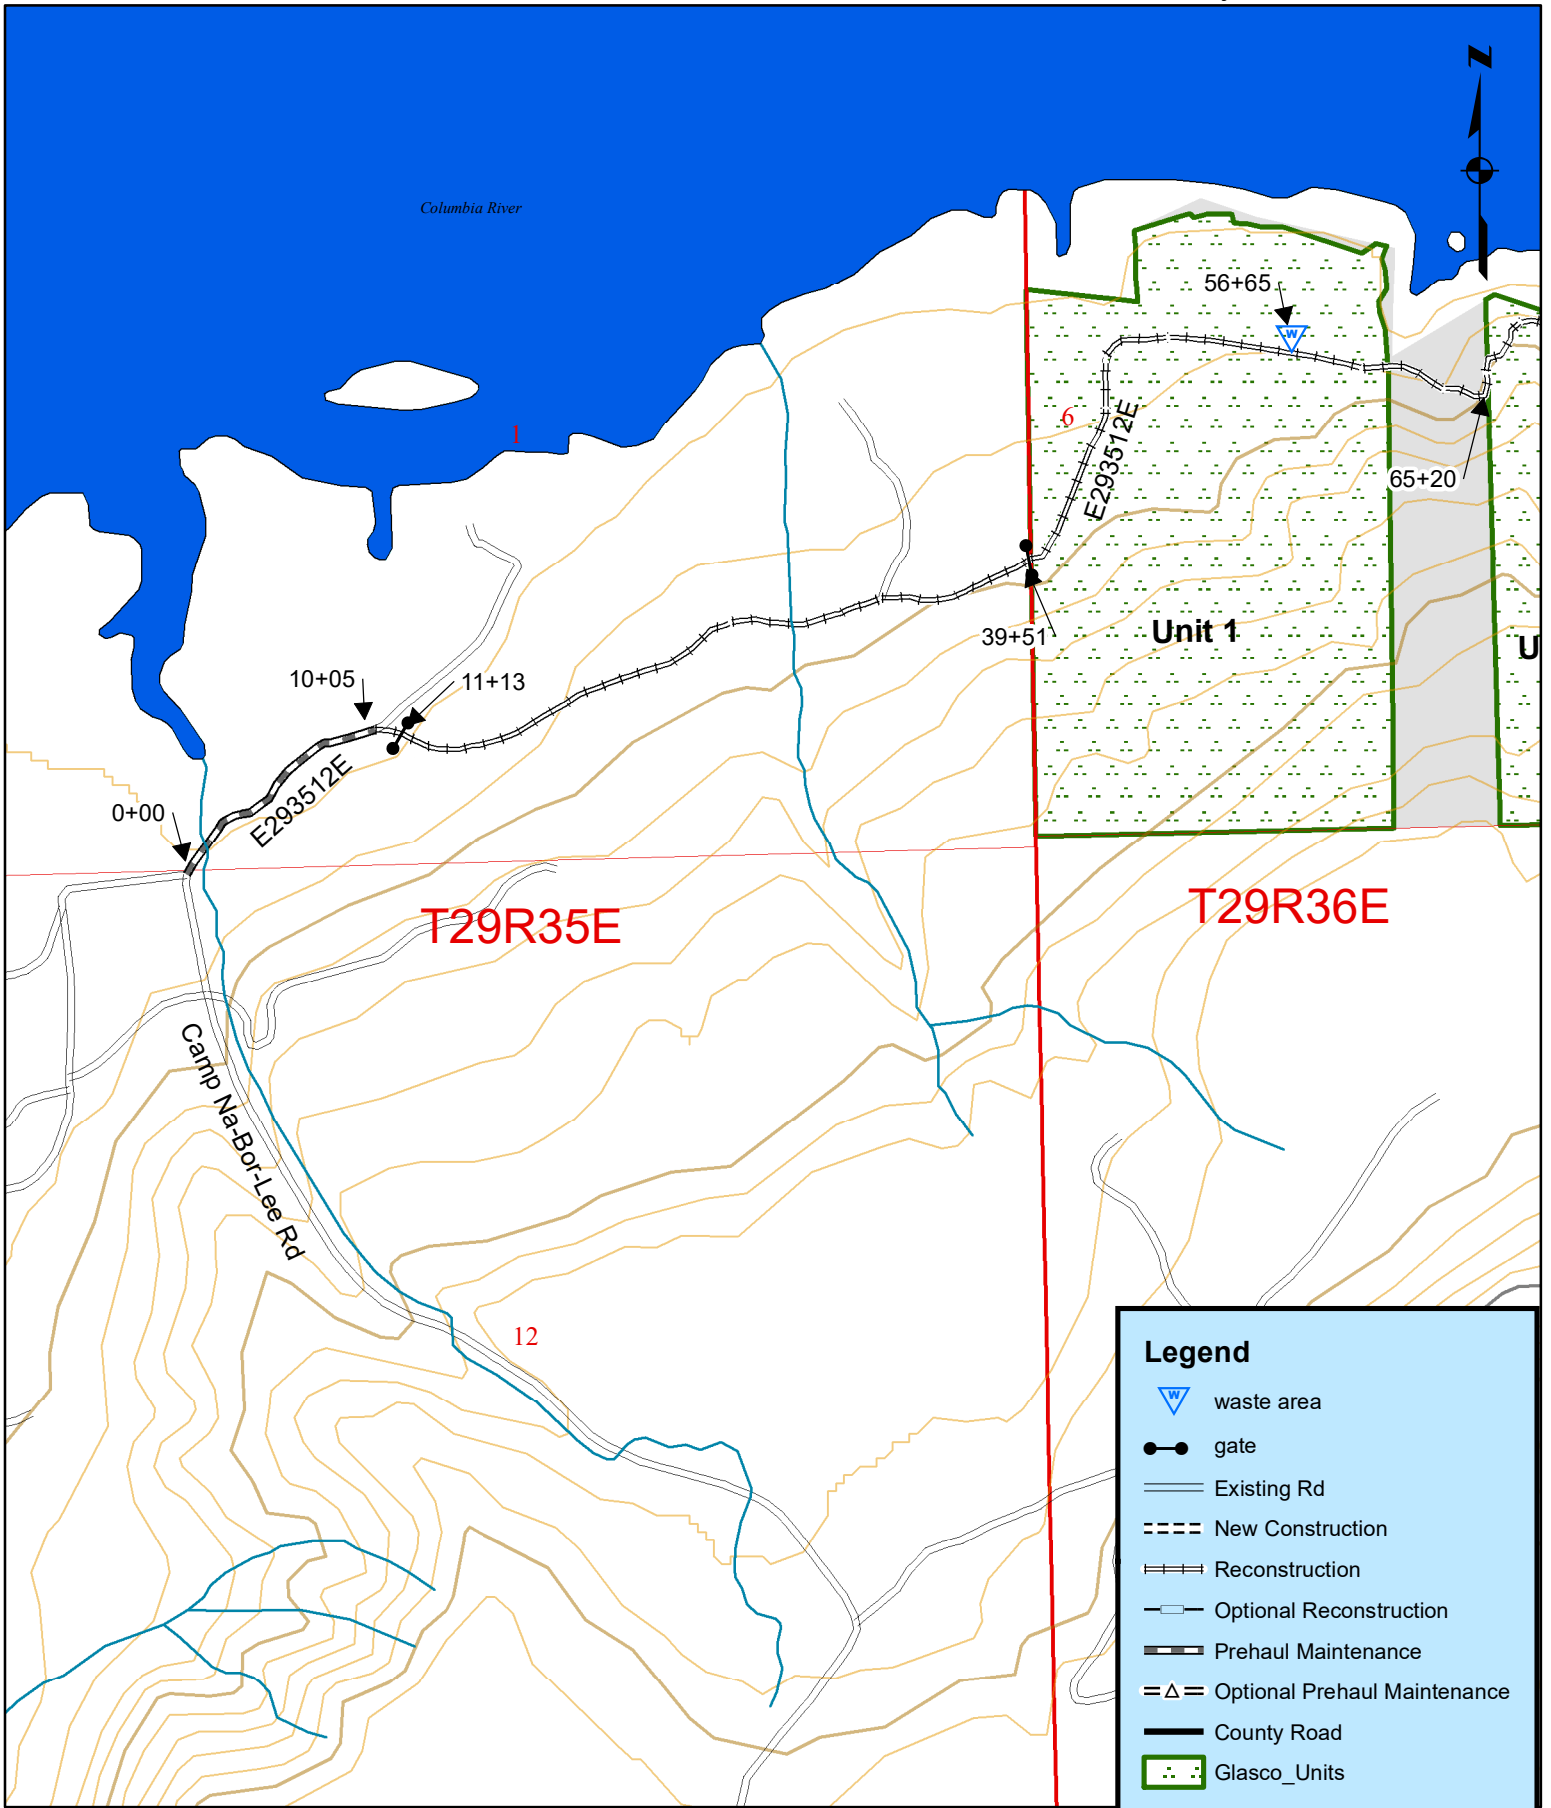 N
Columbia River
56+65
W
1
6
E293512E
65+20
39+51
Unit 1
U
10+05
11+13
E293512E
0+00
T29R35E
T29R36E
Camp Na-Bor-Lee Rd
12
Legend
W
waste area
gate
Existing Rd
New Construction
Reconstruction
Optional Reconstruction
Prehaul Maintenance
Optional Prehaul Maintenance
County Road
Glasco_Units